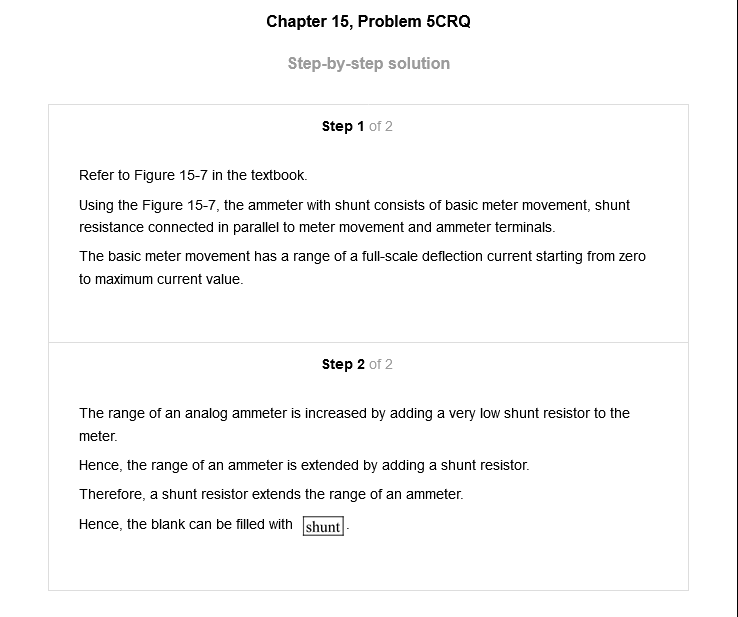 Chapter 15, Problem 5CRQ
Step-by-step solution
Step 1 of 2
Refer to Figure 15-7 in the textbook.
Using the Figure 15-7, the ammeter with shunt consists of basic meter movement, shunt
resistance connected in parallel to meter movement and ammeter terminals.
The basic meter movement has a range of a full-scale deflection current starting from zero
to maximum current value.
Step 2 of 2
The range of an analog ammeter is increased by adding a very low shunt resistor to the
meter.
Hence, the range of an ammeter is extended by adding a shunt resistor.
Therefore, a shunt resistor extends the range of an ammeter.
Hence, the blank can be filled with shunt.